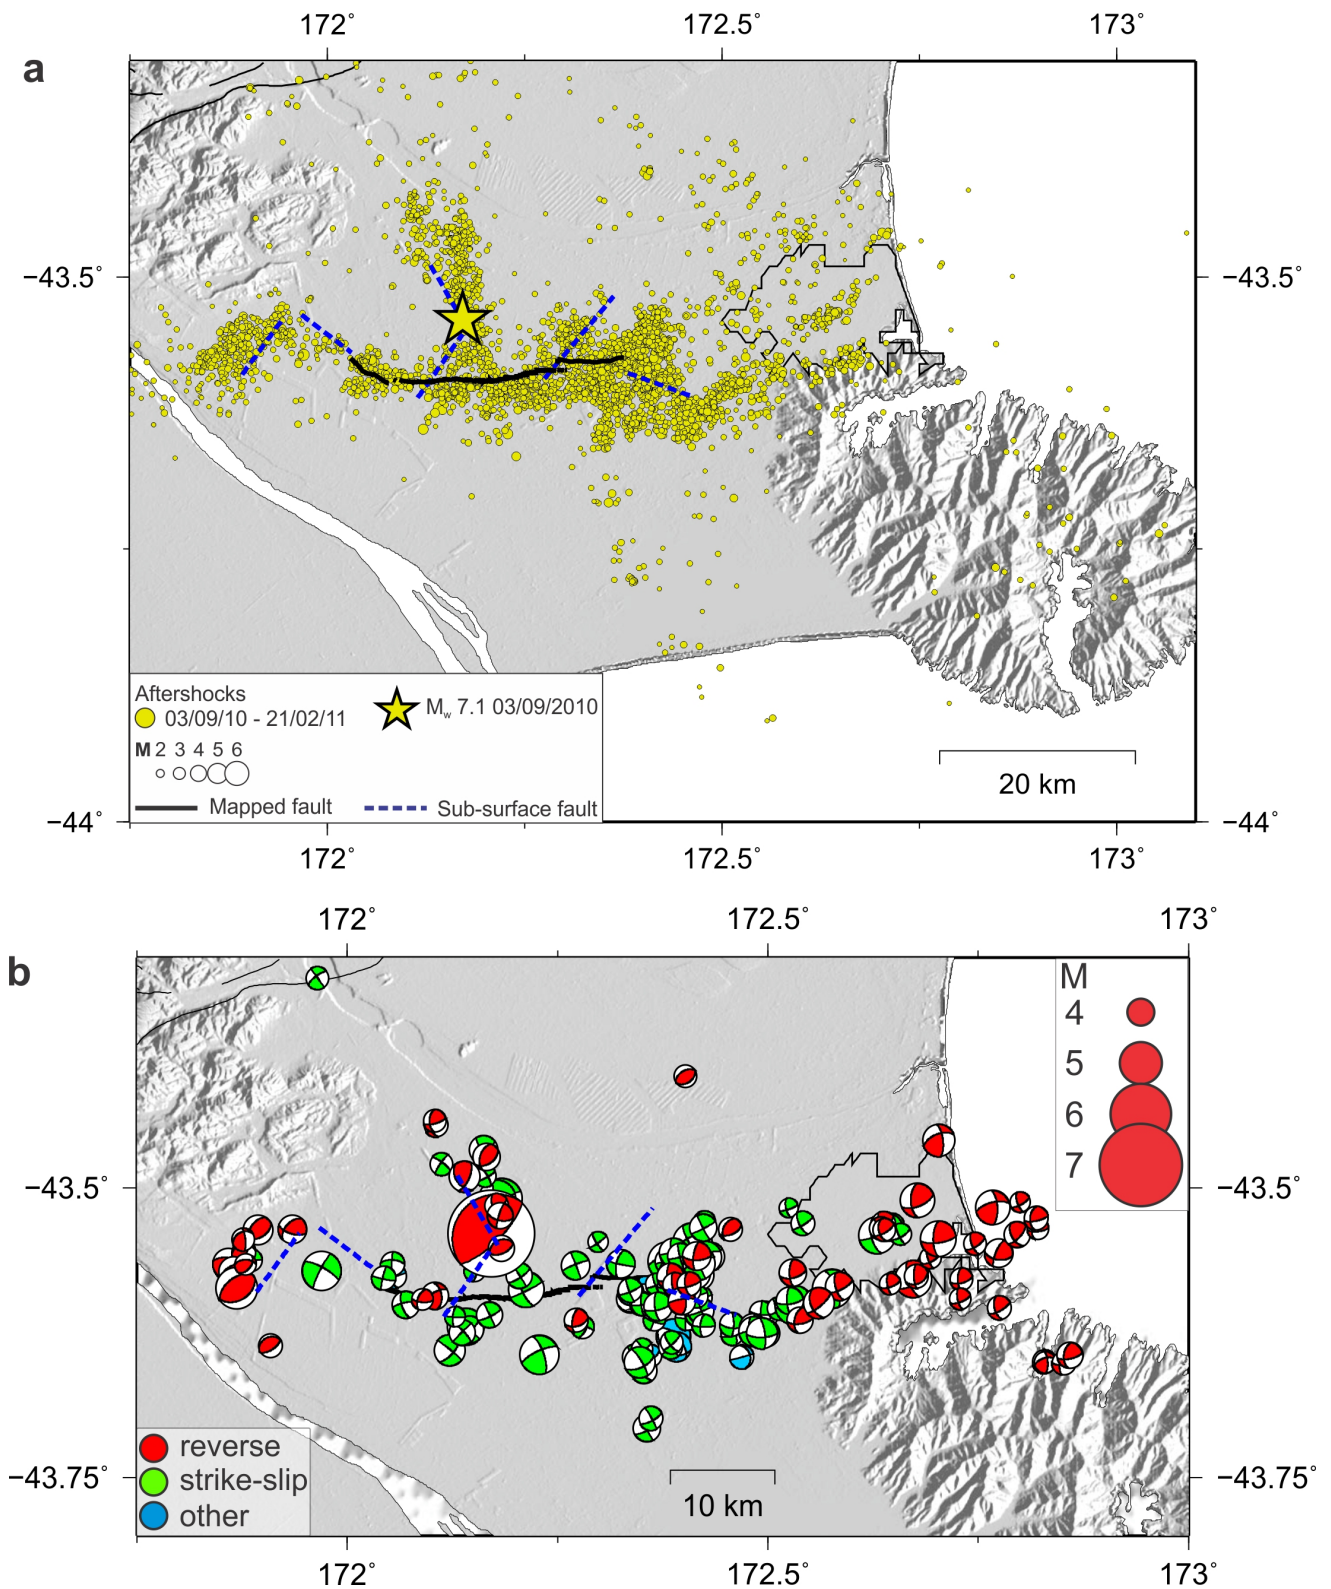 172˚ 172.5˚ 173˚
a
−43.5˚ −43.5˚
Aftershocks
03/09/10 - 21/02/11
Mw 7.1 03/09/2010
M 2 3 4 5 6
Mapped fault
Sub-surface fault
20 km
−44˚ −44˚
172˚ 172.5˚ 173˚
172˚ 172.5˚ 173˚
b
M
4
5
6
7
−43.5˚ −43.5˚
reverse
strike-slip
other
10 km
−43.75˚ −43.75˚
172˚ 172.5˚ 173˚